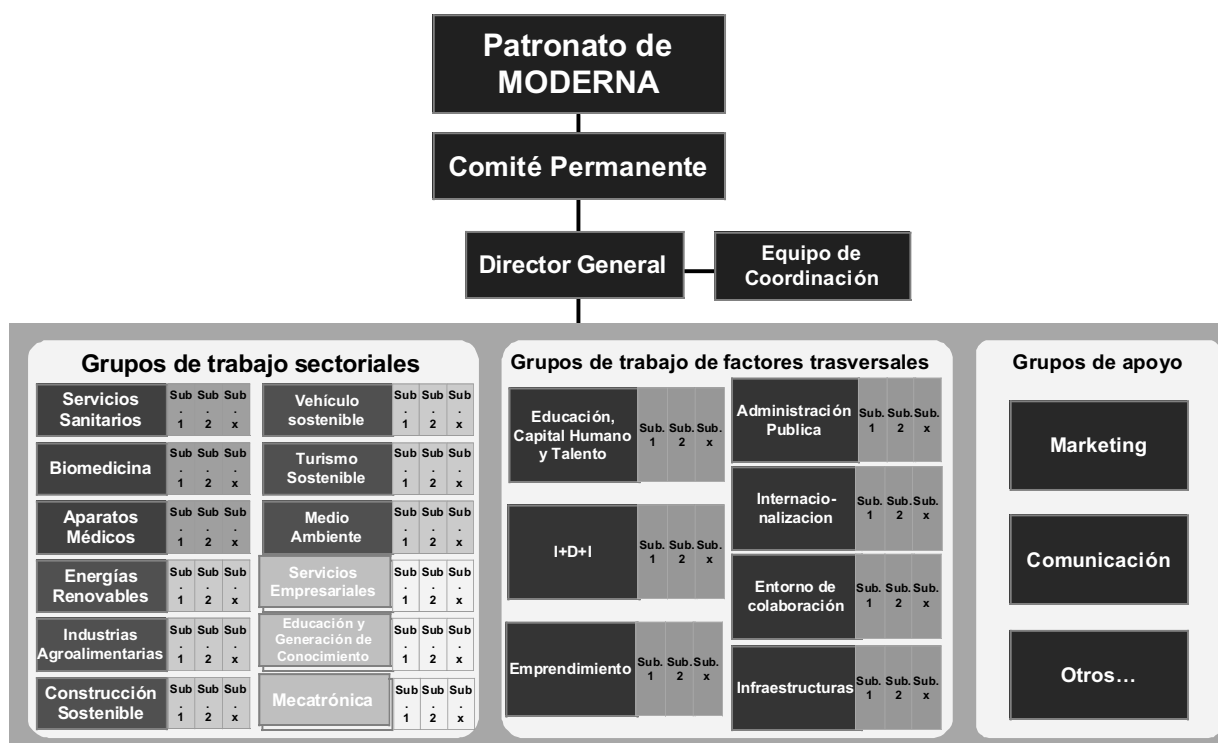 Patronato de
MODERNA
Comité Permanente
Director General
Equipo de
Coordinación
Grupos de trabajo sectoriales
Servicios
Sanitarios
Sub Sub Sub
. . .
1 2 x
Vehículo
sostenible
Sub Sub Sub
. . .
1 2 x
Biomedicina
Sub Sub Sub
. . .
1 2 x
Turismo
Sostenible
Sub Sub Sub
. . .
1 2 x
Aparatos
Médicos
Sub Sub Sub
. . .
1 2 x
Medio
Ambiente
Sub Sub Sub
. . .
1 2 x
Energías
Renovables
Sub Sub Sub
. . .
1 2 x
Servicios
Empresariales
Sub Sub Sub
. . .
1 2 x
Industrias
Agroalimentarias
Sub Sub Sub
. . .
1 2 x
Educación y
Generación de
Conocimiento
Sub Sub Sub
. . .
1 2 x
Construcción
Sostenible
Sub Sub Sub
. . .
1 2 x
Mecatrónica
Sub Sub Sub
. . .
1 2 x
Grupos de trabajo de factores trasversales
Educación,
Capital Humano
y Talento
Sub. Sub. Sub.
1 2 x
I+D+I
Sub. Sub. Sub.
1 2 x
Emprendimiento
Sub. Sub. Sub.
1 2 x
Administración
Publica
Sub. Sub. Sub.
1 2 x
Internacio-
nalizacion
Sub. Sub. Sub.
1 2 x
Entorno de
colaboración
Sub. Sub. Sub.
1 2 x
Infraestructuras
Sub. Sub. Sub.
1 2 x
Grupos de apoyo
Marketing
Comunicación
Otros…